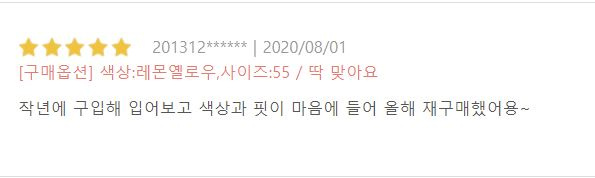 201312****** | 2020/08/01
[구매옵션] 색상:레몬옐로우,사이즈:55 / 딱 맞아요
작년에 구입해 입어보고 색상과 핏이 마음에 들어 올해 재구매했어용~